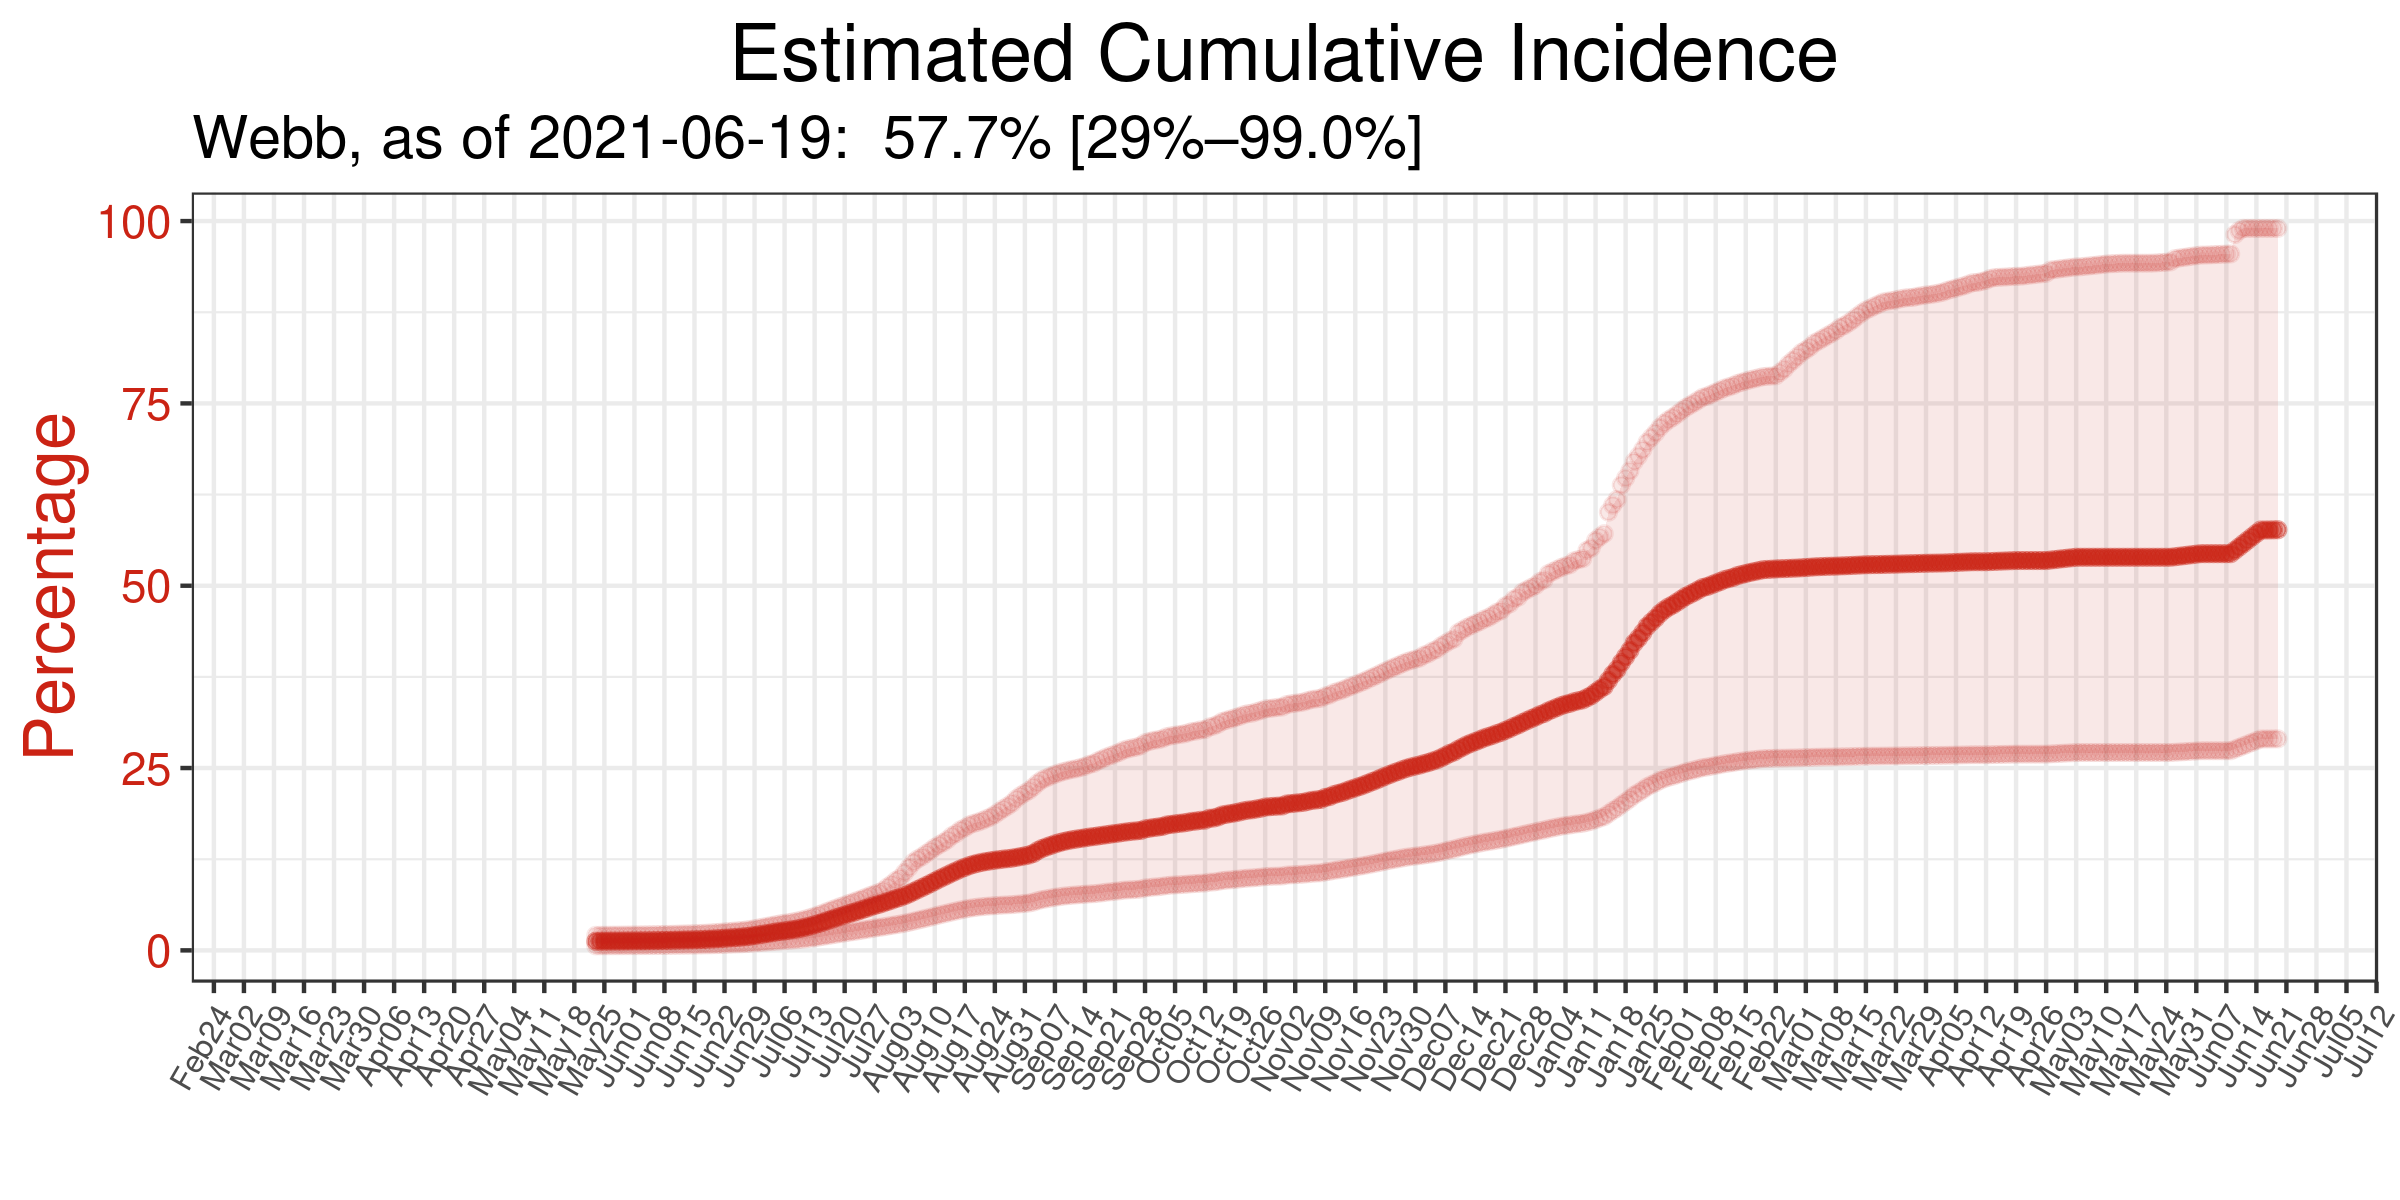 Estimated Cumulative Incidence
Webb, as of 2021-06-19:  57.7% [29%–99.0%]
Percentage
100
75
50
25
0
Feb24
Mar02
Mar09
Mar16
Mar23
Mar30
Apr06
Apr13
Apr20
Apr27
May04
May11
May18
May25
Jun01
Jun08
Jun15
Jun22
Jun29
Jul06
Jul13
Jul20
Jul27
Aug03
Aug10
Aug17
Aug24
Aug31
Sep07
Sep14
Sep21
Sep28
Oct05
Oct12
Oct19
Oct26
Nov02
Nov09
Nov16
Nov23
Nov30
Dec07
Dec14
Dec21
Dec28
Jan04
Jan11
Jan18
Jan25
Feb01
Feb08
Feb15
Feb22
Mar01
Mar08
Mar15
Mar22
Mar29
Apr05
Apr12
Apr19
Apr26
May03
May10
May17
May24
May31
Jun07
Jun14
Jun21
Jun28
Jul05
Jul12